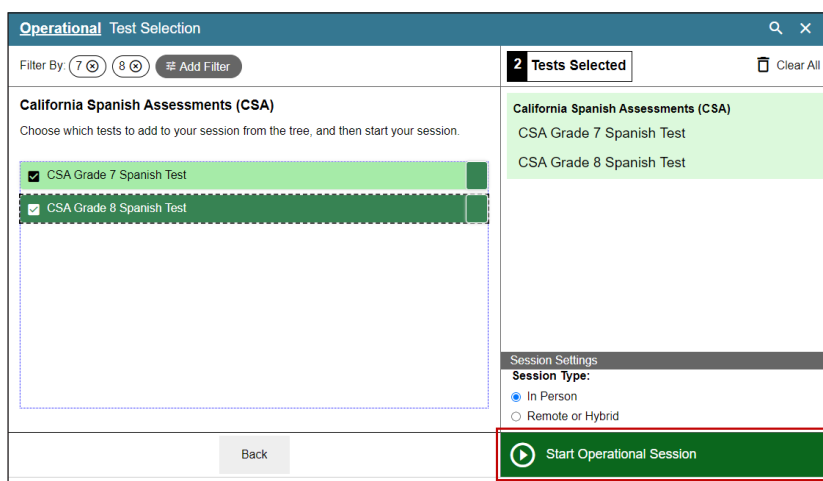 Operational Test Selection
Filter By: 7 8 Add Filter
2 Tests Selected
Clear All
California Spanish Assessments (CSA)
Choose which tests to add to your session from the tree, and then start your session.
CSA Grade 7 Spanish Test
CSA Grade 8 Spanish Test
California Spanish Assessments (CSA)
CSA Grade 7 Spanish Test
CSA Grade 8 Spanish Test
Session Settings
Session Type:
In Person
Remote or Hybrid
Back
Start Operational Session